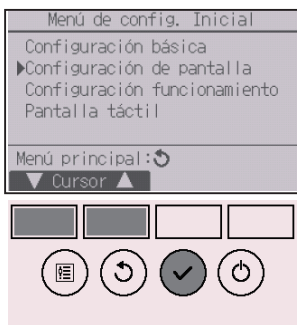 Menú de config. Inicial
Configuración básica
▶Configuración de pantalla
Configuración funcionamiento
Pantalla táctil
Menú principal:↺
▼ Cursor ▲